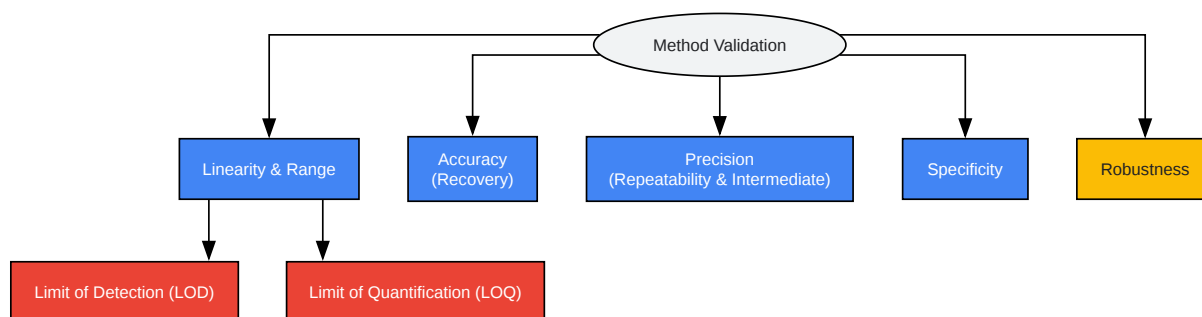 Method Validation
Linearity & Range
Accuracy
(Recovery)
Precision
(Repeatability & Intermediate)
Specificity
Robustness
Limit of Detection (LOD)
Limit of Quantification (LOQ)